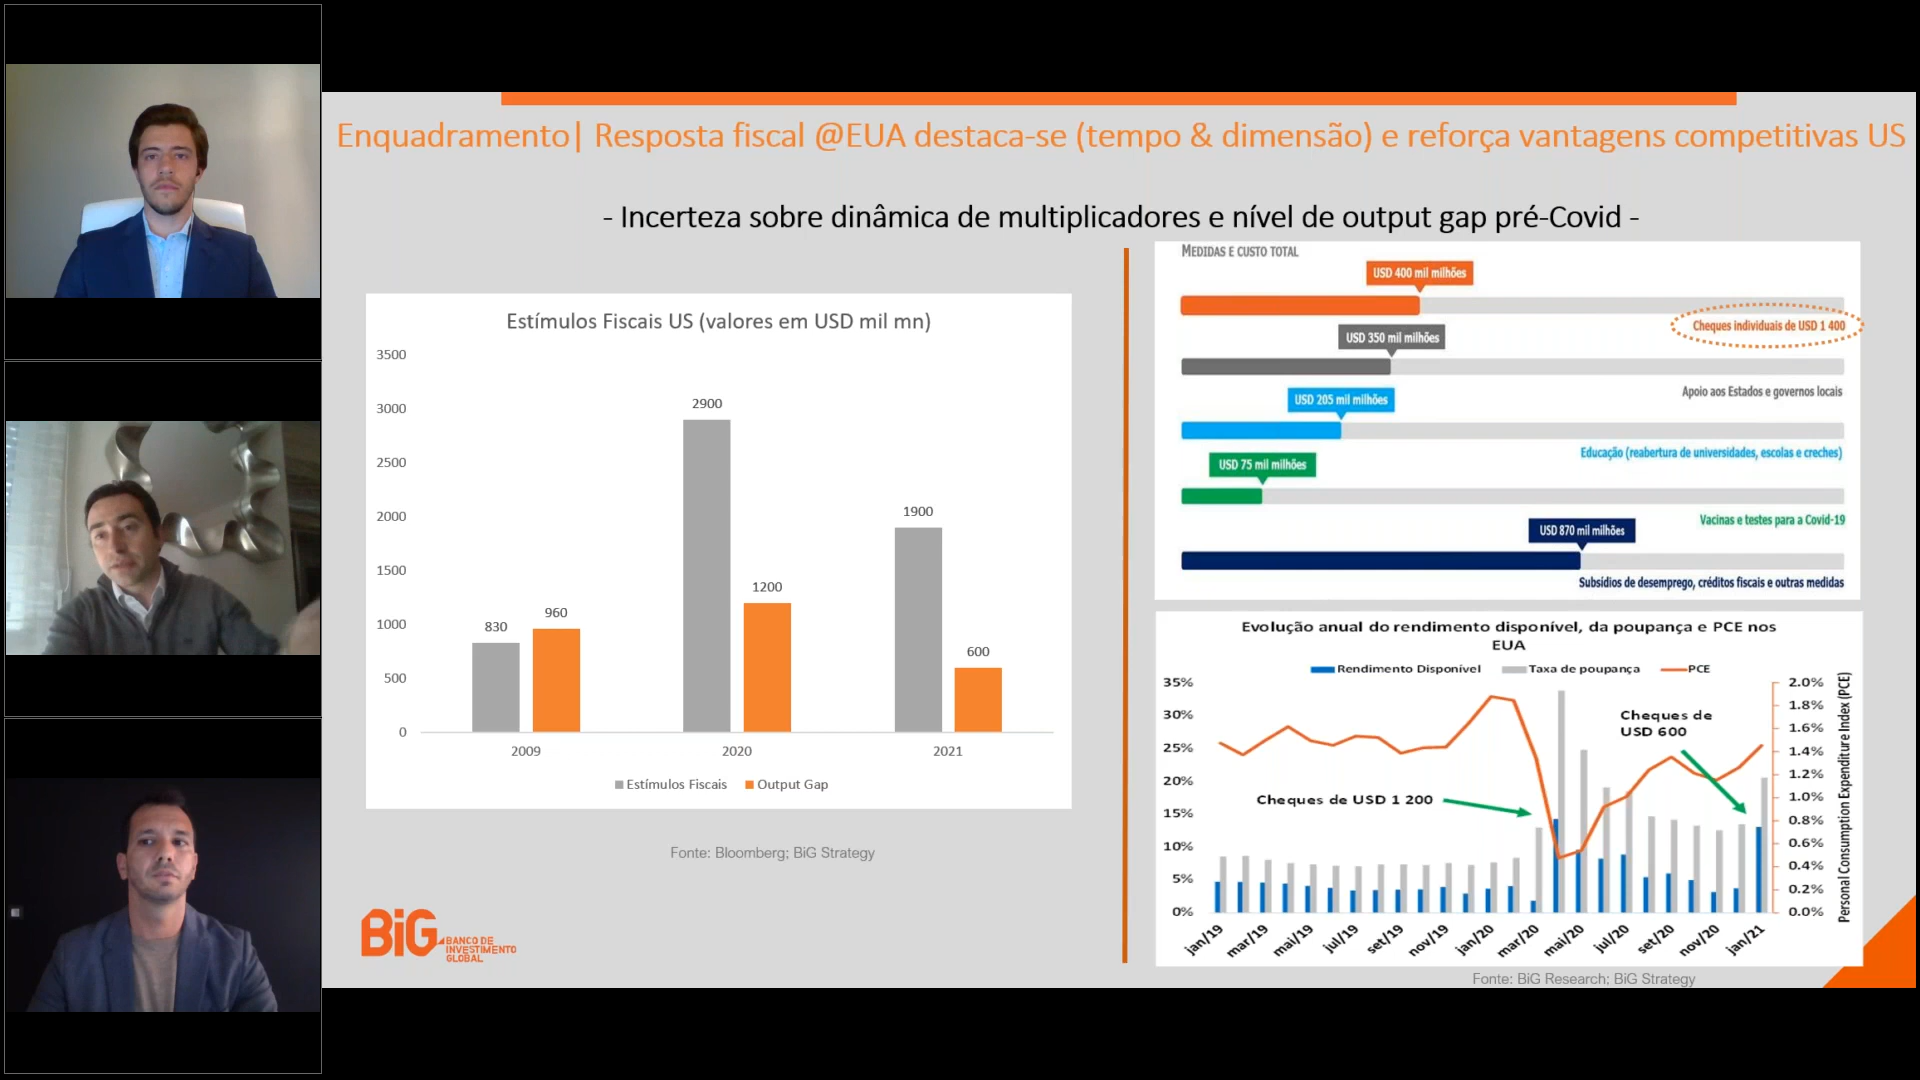 Enquadramento| Resposta fiscal @EUA destaca-se (tempo & dimensão) e reforça vantagens competitivas US
- Incerteza sobre dinâmica de multiplicadores e nível de output gap pré-Covid -
Estímulos Fiscais US (valores em USD mil mn)
3500
3000
2500
2000
1500
1000
500
0
830
960
2900
1200
1900
600
2009
2020
2021
Estímulos Fiscais
Output Gap
Fonte: Bloomberg; BiG Strategy
BiG
BANCO DE
INVESTIMENTO
GLOBAL
MEDIDAS E CUSTO TOTAL
USD 400 mil milhões
Cheques individuais de USD 1 400
USD 350 mil milhões
Apoio aos Estados e governos locais
USD 205 mil milhões
Educação (reabertura de universidades, escolas e creches)
USD 75 mil milhões
Vacinas e testes para a Covid-19
USD 870 mil milhões
Subsídios de desemprego, créditos fiscais e outras medidas
Evolução anual do rendimento disponível, da poupança e PCE nos
EUA
Rendimento Disponível
Taxa de poupança
PCE
35%
30%
25%
20%
15%
10%
5%
0%
Cheques de USD 1 200
Cheques de
USD 600
2.0%
1.8%
1.6%
1.4%
1.2%
1.0%
0.8%
0.6%
0.4%
0.2%
0.0%
Personal Consumption Expenditure Index (PCE)
jan/19
mar/19
mai/19
jul/19
set/19
nov/19
jan/20
mar/20
mai/20
jul/20
set/20
nov/20
jan/21
Fonte: BiG Research; BiG Strategy